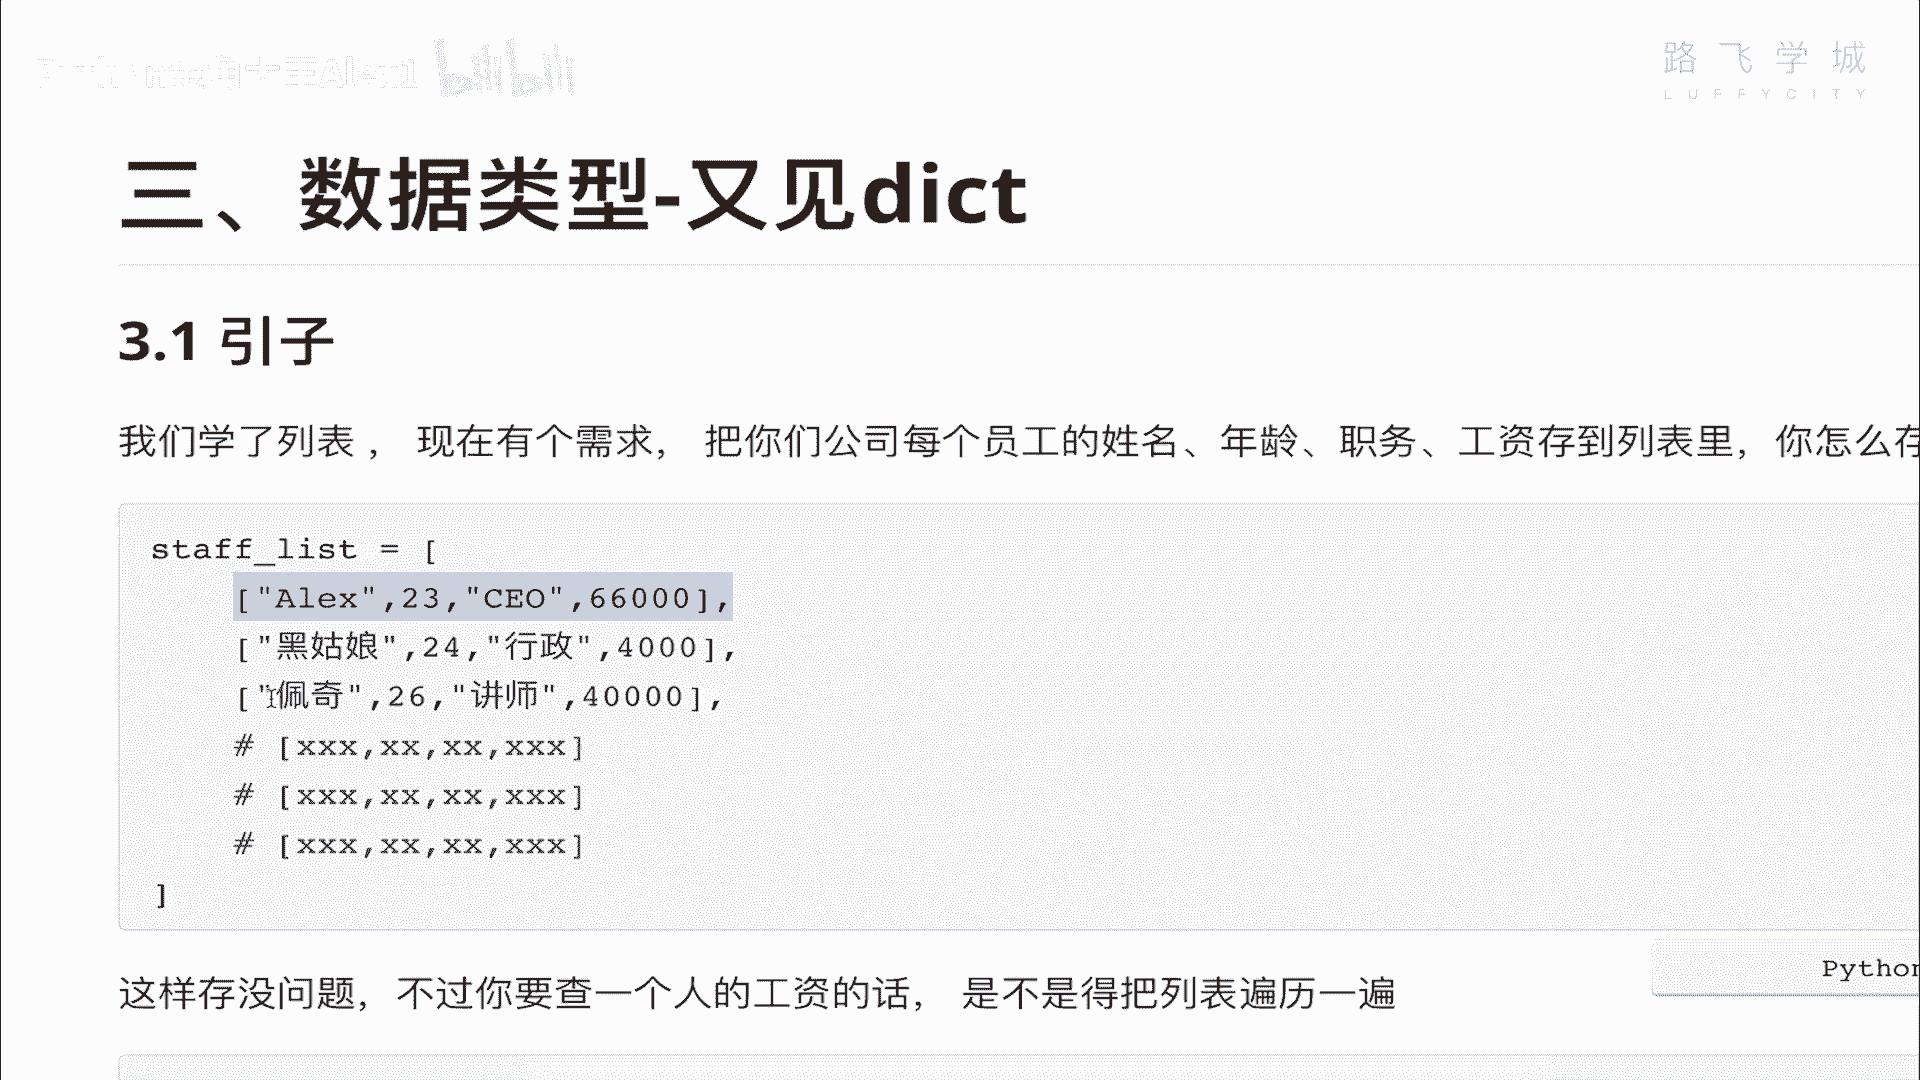 bilibili
路飞学城
LUFFYCITY
三、数据类型-又见dict
3.1 引子
我们学了列表 ， 现在有个需求， 把你们公司每个员工的姓名、年龄、职务、工资存到列表里，你怎么存
staff_list = [
["Alex",23,"CEO",66000],
["黑姑娘",24,"行政",4000],
["佩奇",26,"讲师",40000],
# [xxx,xx,xx,xxx]
# [xxx,xx,xx,xxx]
# [xxx,xx,xx,xxx]
]
Python
这样存没问题，不过你要查一个人的工资的话， 是不是得把列表遍历一遍